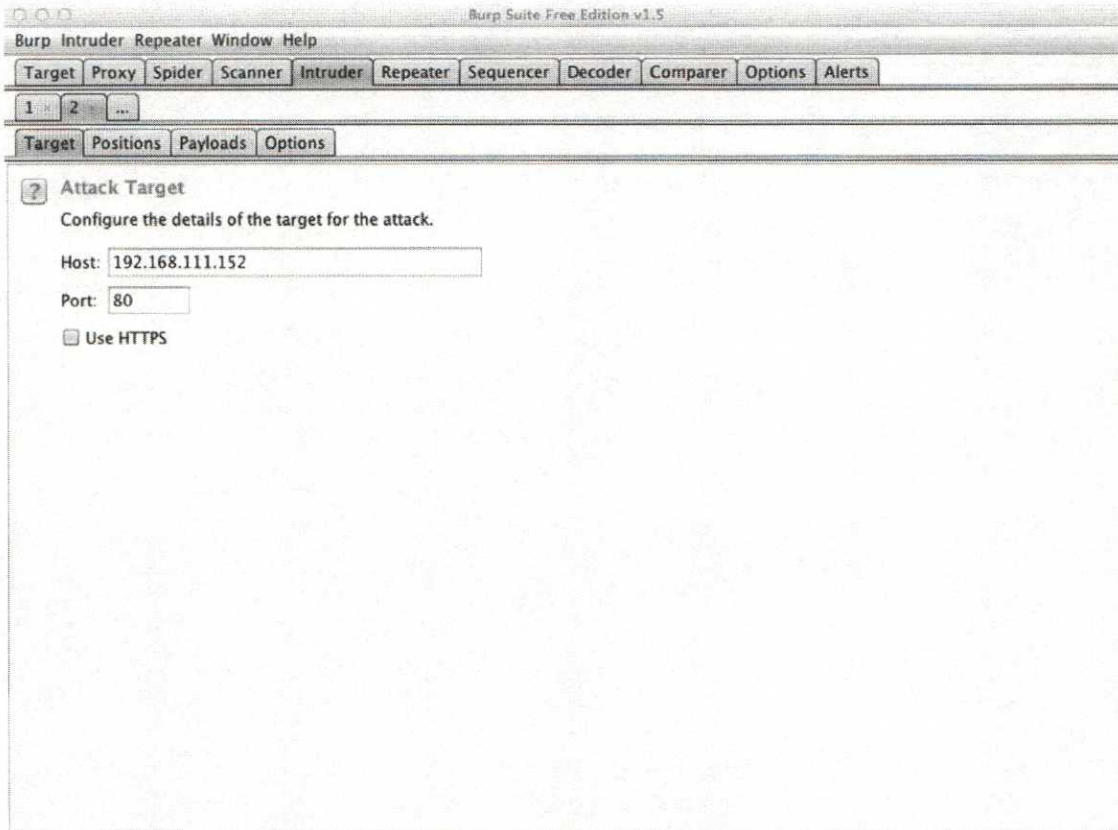 Burp Suite Free Edition v1.5
Burp Intruder Repeater Window Help
Target Proxy Spider Scanner Intruder Repeater Sequencer Decoder Comparer Options Alerts
1 × 2 × ...
Target Positions Payloads Options
? Attack Target
Configure the details of the target for the attack.
Host: 192.168.111.152
Port: 80
Use HTTPS